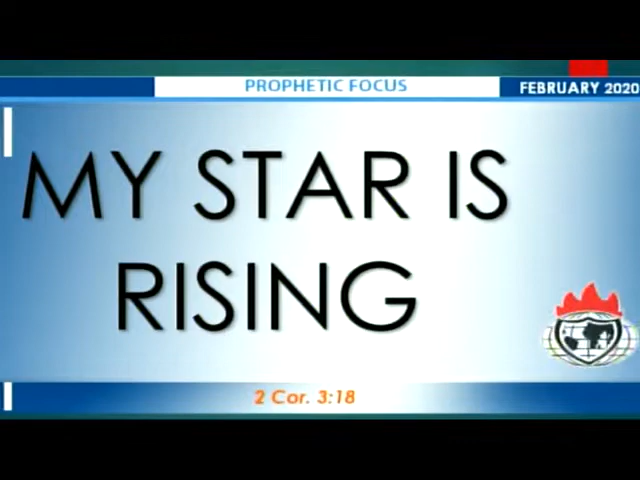 PROPHETIC FOCUS
FEBRUARY 2020
MY STAR IS
RISING
2 Cor. 3:18